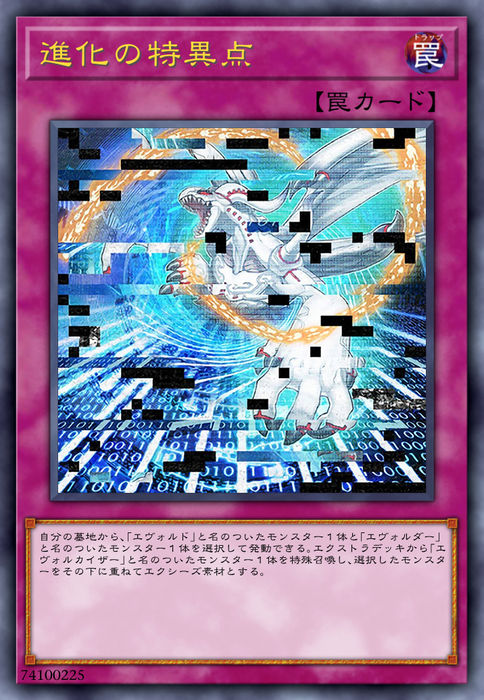 進化の特異点
トラップ
罠
【罠カード】
自分の墓地から、「エヴォルド」と名のついたモンスター1体と「エヴォルダー」
と名のついたモンスター1体を選択して発動できる。エクストラデッキから「エ
ヴォルカイザー」と名のついたモンスター1体を特殊召喚し、選択したモンスタ
ーをその下に重ねてエクシーズ素材とする。
74100225